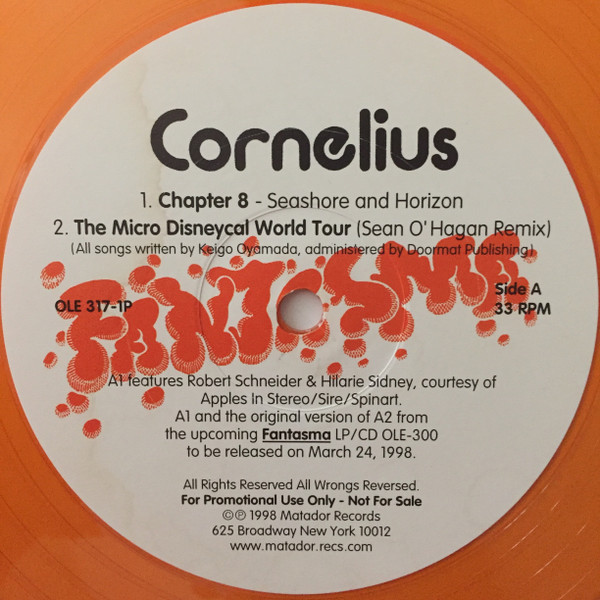 Cornelius
1. Chapter 8 - Seashore and Horizon
2. The Micro Disneycal World Tour (Sean O'Hagan Remix)
(All songs written by Keigo Oyamada, administered by Doormat Publishing)
FANTASMA
OLE 317-1P
Side A
33 RPM
A1 features Robert Schneider & Hilarie Sidney, courtesy of
Apples In Stereo/Sire/Spinart.
A1 and the original version of A2 from
the upcoming Fantasma LP/CD OLE-300
to be released on March 24, 1998.
All Rights Reserved All Wrongs Reversed.
For Promotional Use Only - Not For Sale
©℗ 1998 Matador Records
625 Broadway New York 10012
www.matador.recs.com